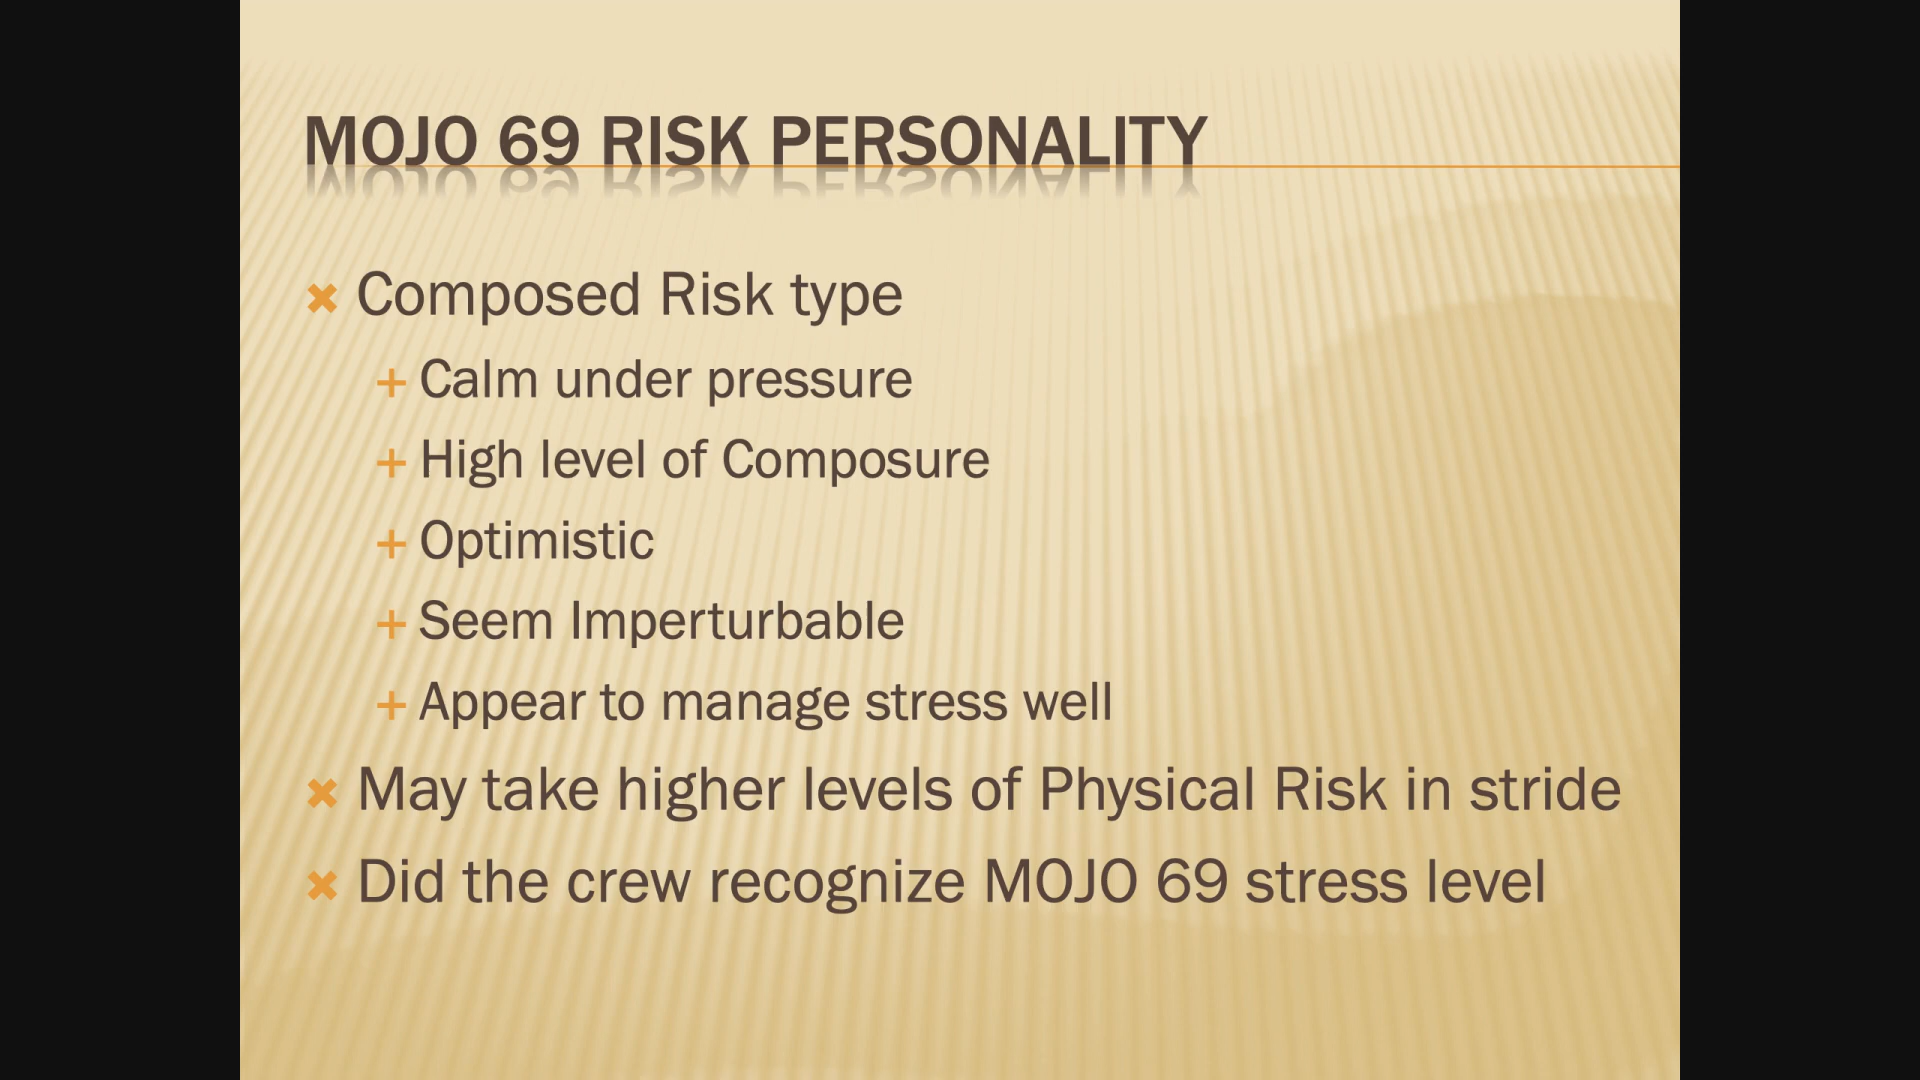 MOJO 69 RISK PERSONALITY
Composed Risk type
Calm under pressure
High level of Composure
Optimistic
Seem Imperturbable
Appear to manage stress well
May take higher levels of Physical Risk in stride
Did the crew recognize MOJO 69 stress level